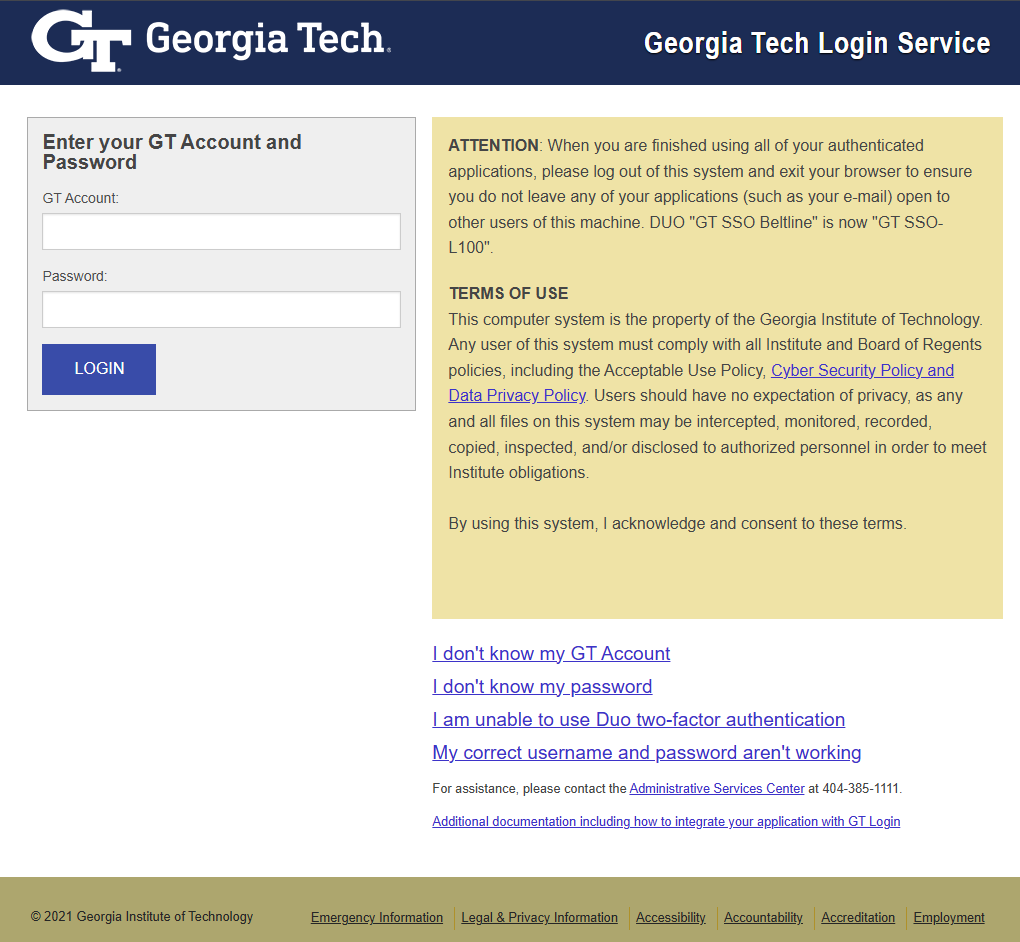 GT Georgia Tech
Georgia Tech Login Service
Enter your GT Account and
Password
GT Account:
Password:
LOGIN
ATTENTION: When you are finished using all of your authenticated
applications, please log out of this system and exit your browser to ensure
you do not leave any of your applications (such as your e-mail) open to
other users of this machine. DUO "GT SSO Beltline" is now "GT SSO-
L100".
TERMS OF USE
This computer system is the property of the Georgia Institute of Technology.
Any user of this system must comply with all Institute and Board of Regents
policies, including the Acceptable Use Policy, Cyber Security Policy and
Data Privacy Policy. Users should have no expectation of privacy, as any
and all files on this system may be intercepted, monitored, recorded,
copied, inspected, and/or disclosed to authorized personnel in order to meet
Institute obligations.
By using this system, I acknowledge and consent to these terms.
I don't know my GT Account
I don't know my password
I am unable to use Duo two-factor authentication
My correct username and password aren't working
For assistance, please contact the Administrative Services Center at 404-385-1111.
Additional documentation including how to integrate your application with GT Login
© 2021 Georgia Institute of Technology
Emergency Information
Legal & Privacy Information
Accessibility
Accountability
Accreditation
Employment